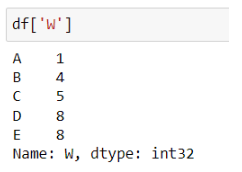 df['W']
A    1
B    4
C    5
D    8
E    8
Name: W, dtype: int32